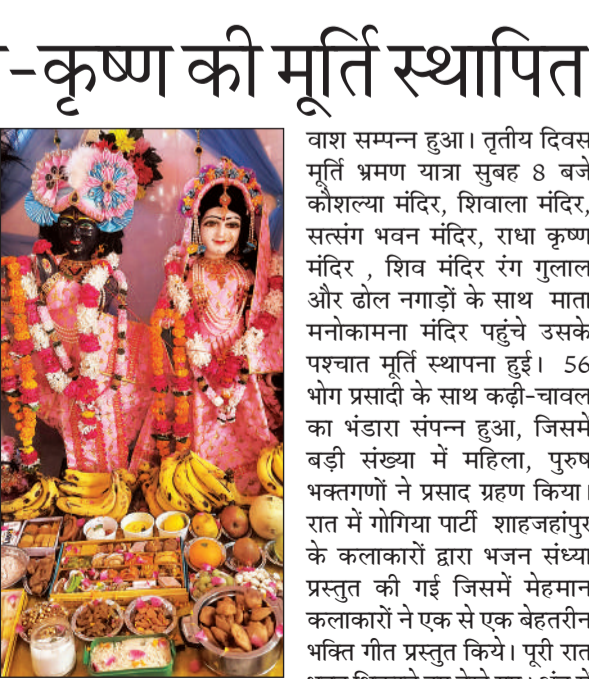 -कृष्ण की मूर्ति स्थापित
वाश सम्पन्न हुआ। तृतीय दिवस
मूर्ति भ्रमण यात्रा सुबह 8 बजे
कौशल्या मंदिर, शिवाला मंदिर,
सत्संग भवन मंदिर, राधा कृष्ण
मंदिर , शिव मंदिर रंग गुलाल
और ढोल नगाड़ों के साथ माता
मनोकामना मंदिर पहुंचे उसके
पश्चात मूर्ति स्थापना हुई। 56
भोग प्रसादी के साथ कढ़ी-चावल
का भंडारा संपन्न हुआ, जिसमे
बड़ी संख्या में महिला, पुरुष
भक्तगणों ने प्रसाद ग्रहण किया।
रात में गोगिया पार्टी शाहजहांपुर
के कलाकारों द्वारा भजन संध्या
प्रस्तुत की गई जिसमें मेहमान
कलाकारों ने एक से एक बेहतरीन
भक्ति गीत प्रस्तुत किये। पूरी रात